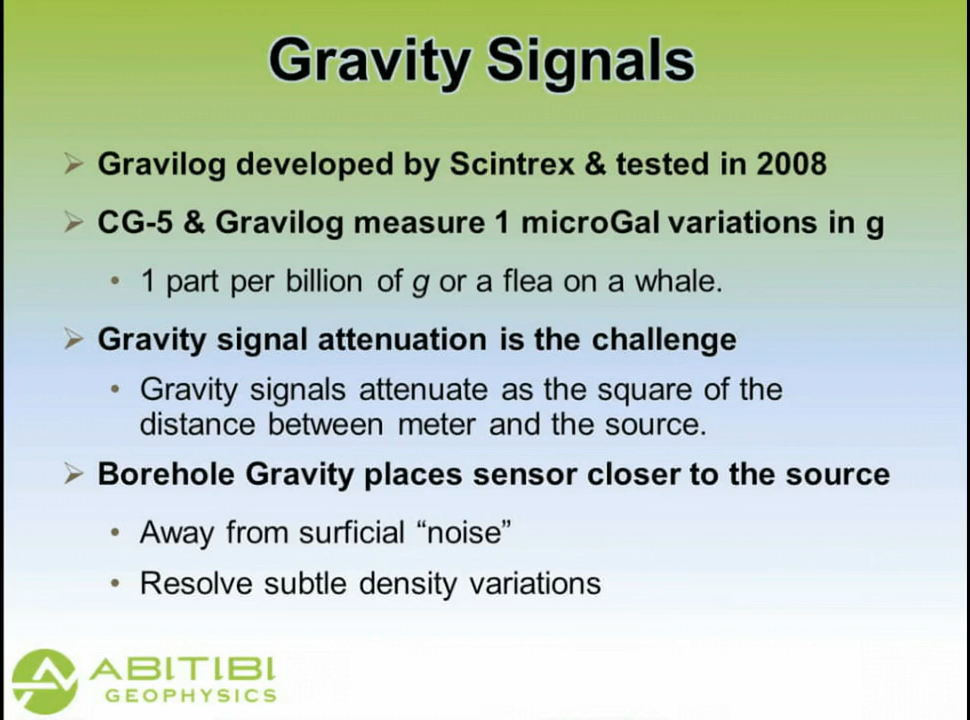 Gravity Signals
Gravilog developed by Scintrex & tested in 2008
CG-5 & Gravilog measure 1 microGal variations in g
1 part per billion of g or a flea on a whale.
Gravity signal attenuation is the challenge
Gravity signals attenuate as the square of the
distance between meter and the source.
Borehole Gravity places sensor closer to the source
Away from surficial “noise”
Resolve subtle density variations
ABITIBI
GEOPHYSICS